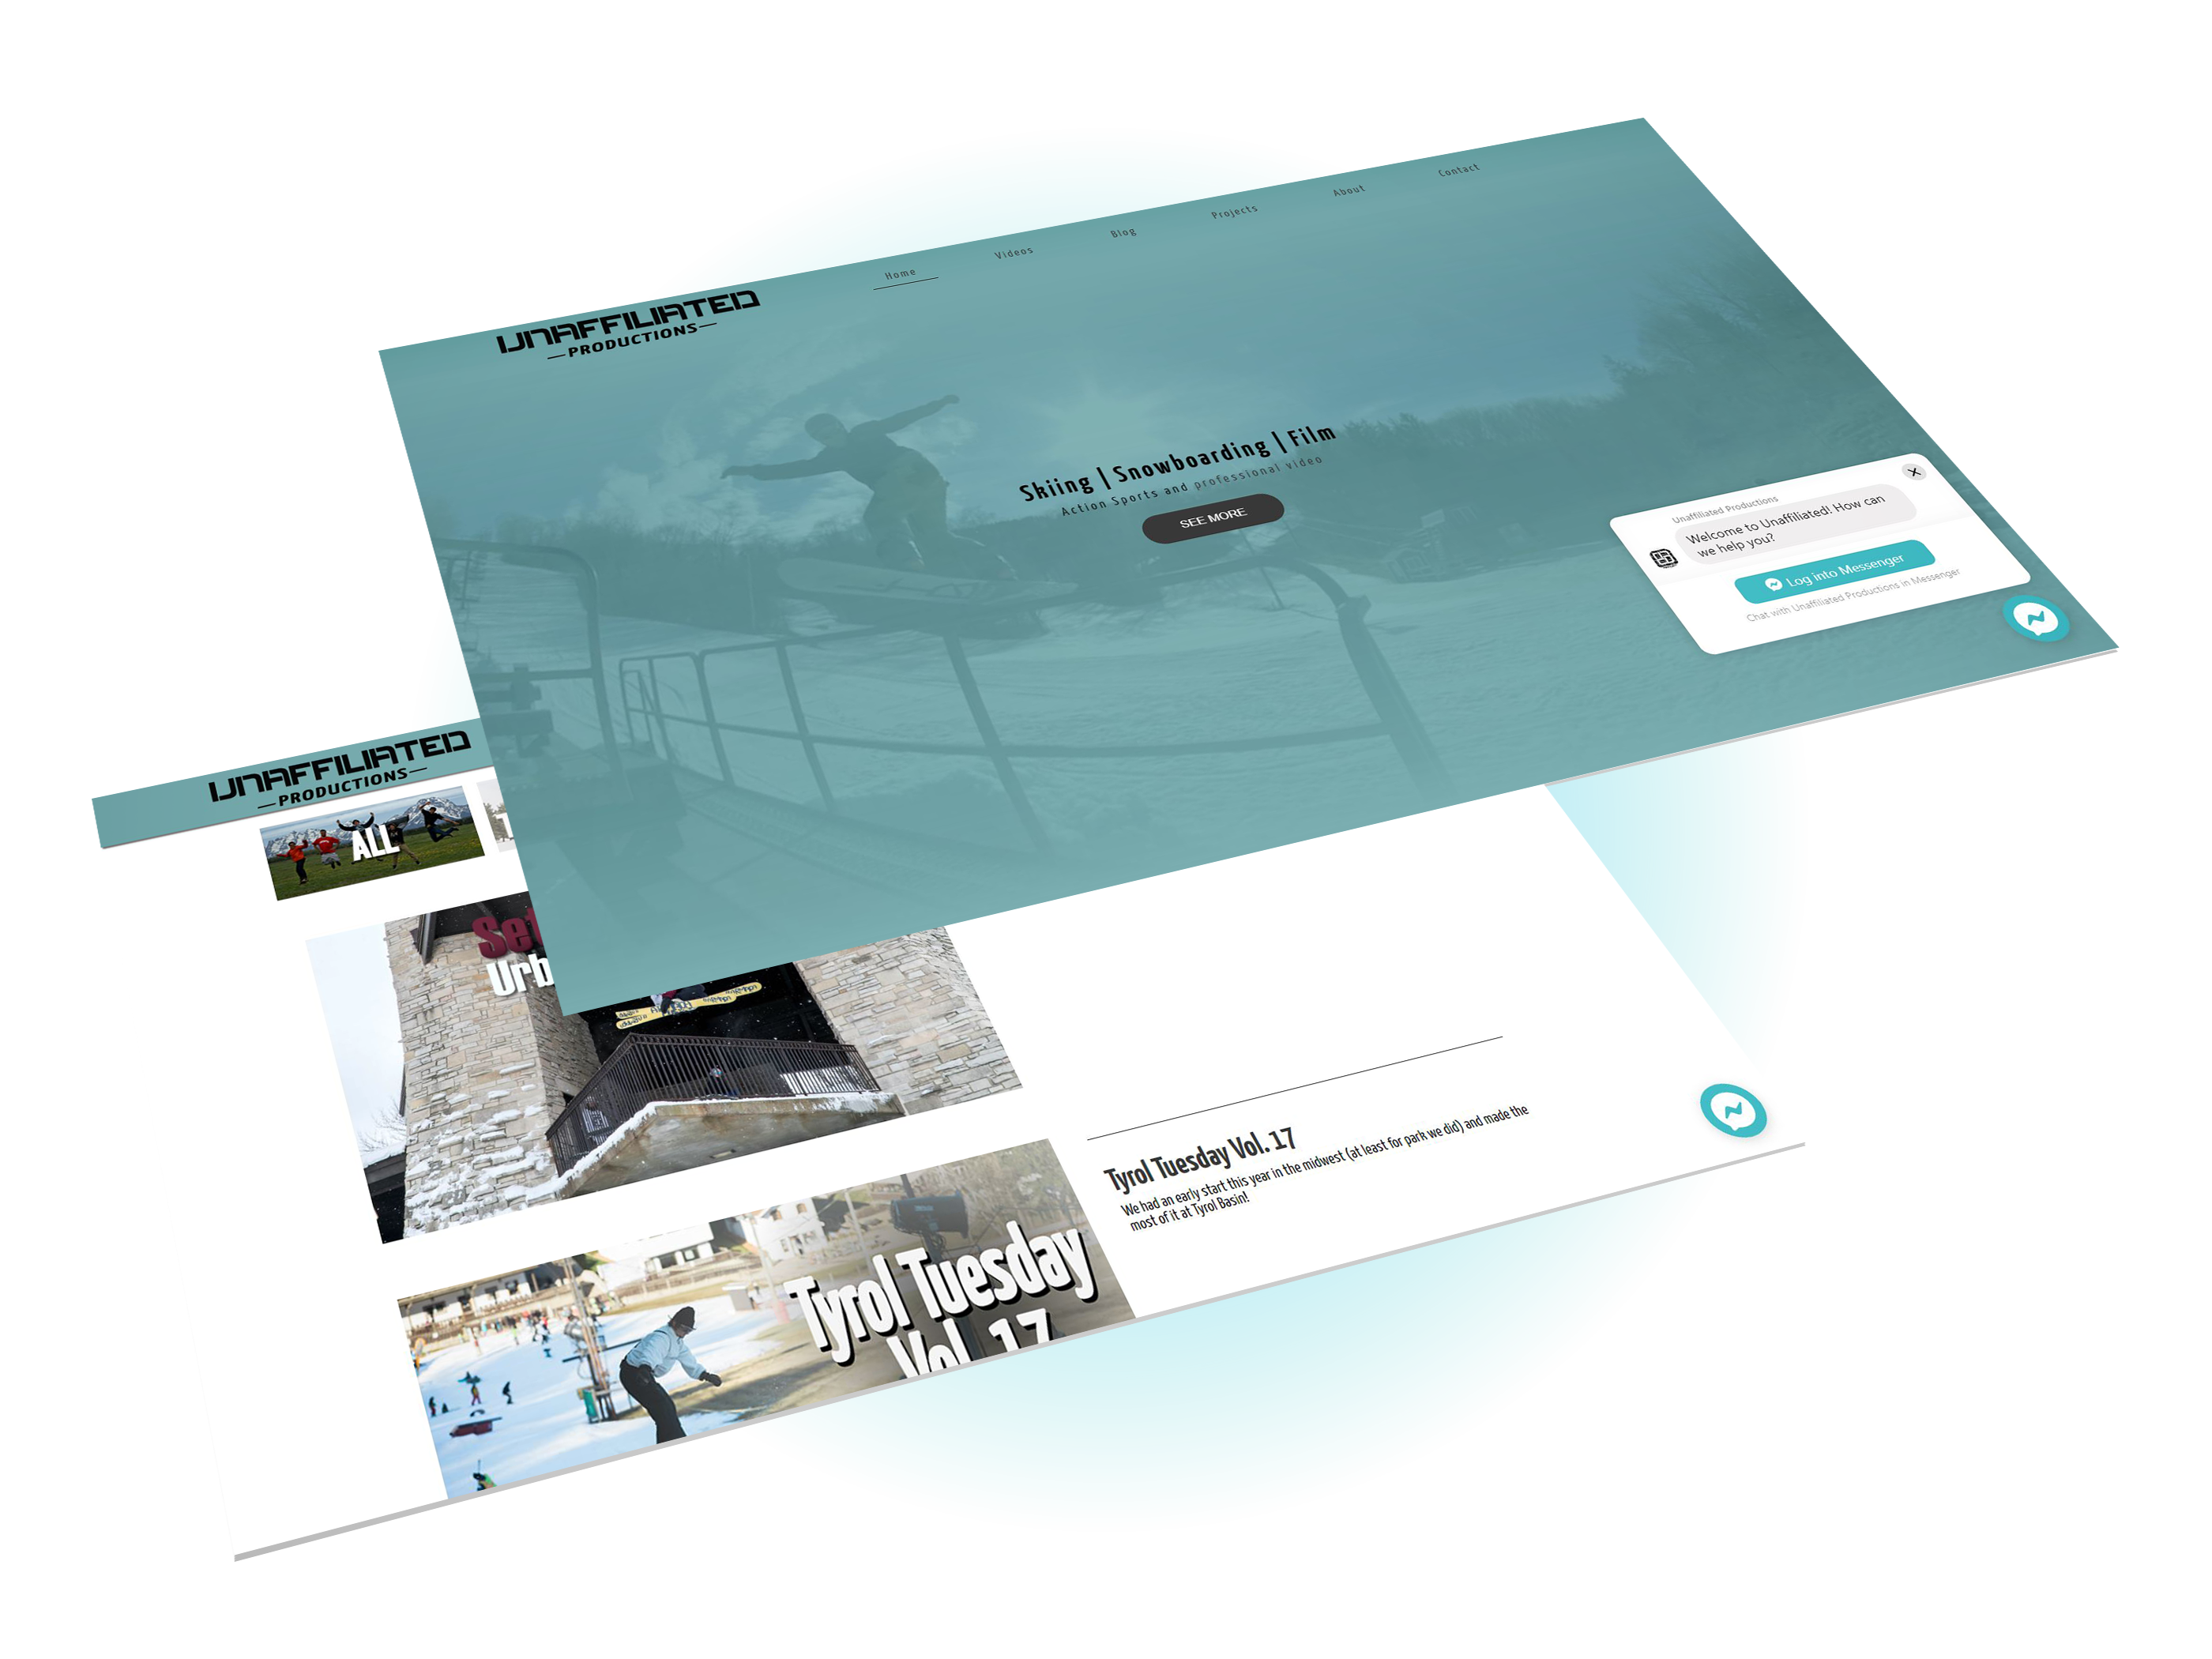 Home
Videos
Blog
Projects
About
Contact
UNAFFILIATED
PRODUCTIONS
Skiing | Snowboarding | Film
Action Sports and professional video
SEE MORE
Unaffiliated Productions
Welcome to Unaffiliated! How can
we help you?
Log into Messenger
Chat with Unaffiliated Productions in Messenger
UNAFFILIATED
PRODUCTIONS
ALL
Tyrol Tuesday Vol. 17
We had an early start this year in the midwest (at least for park we did) and made the
most of it at Tyrol Basin!
Tyrol Tuesday
Vol. 17